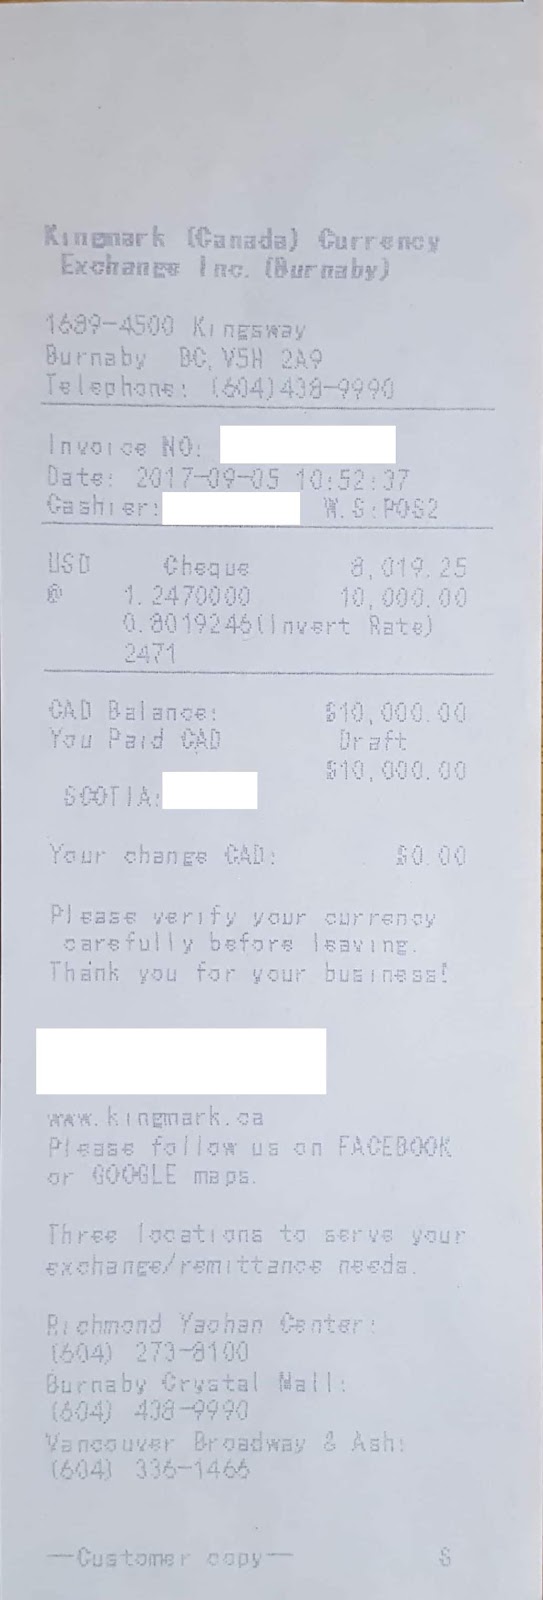 Kingmark (Canada) Currency
Exchange Inc. (Burnaby)
1689-4500 Kingsway
Burnaby BC, V5H 2A9
Telephone: (604)438-9990
Invoice NO:
Date: 2017-09-05 10:52:37
Cashier: W.S:POS2
USD Cheque 8,019.25
@ 1.2470000 10,000.00
0.8019246(Invert Rate)
2471
CAD Balance: $10,000.00
You Paid CAD Draft
$10,000.00
SCOTIA:
Your change CAD: $0.00
Please verify your currency
carefully before leaving.
Thank you for your business!
www.kingmark.ca
Please follow us on FACEBOOK
or GOOGLE maps.
Three locations to serve your
exchange/remittance needs.
Richmond Yaohan Center:
(604) 273-8100
Burnaby Crystal Mall:
(604) 438-9990
Vancouver Broadway & Ash:
(604) 336-1466
—Customer copy— S